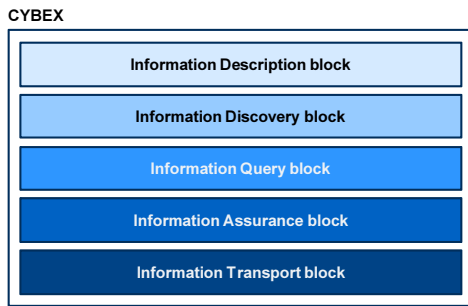 CYBEX
Information Description block
Information Discovery block
Information Query block
Information Assurance block
Information Transport block